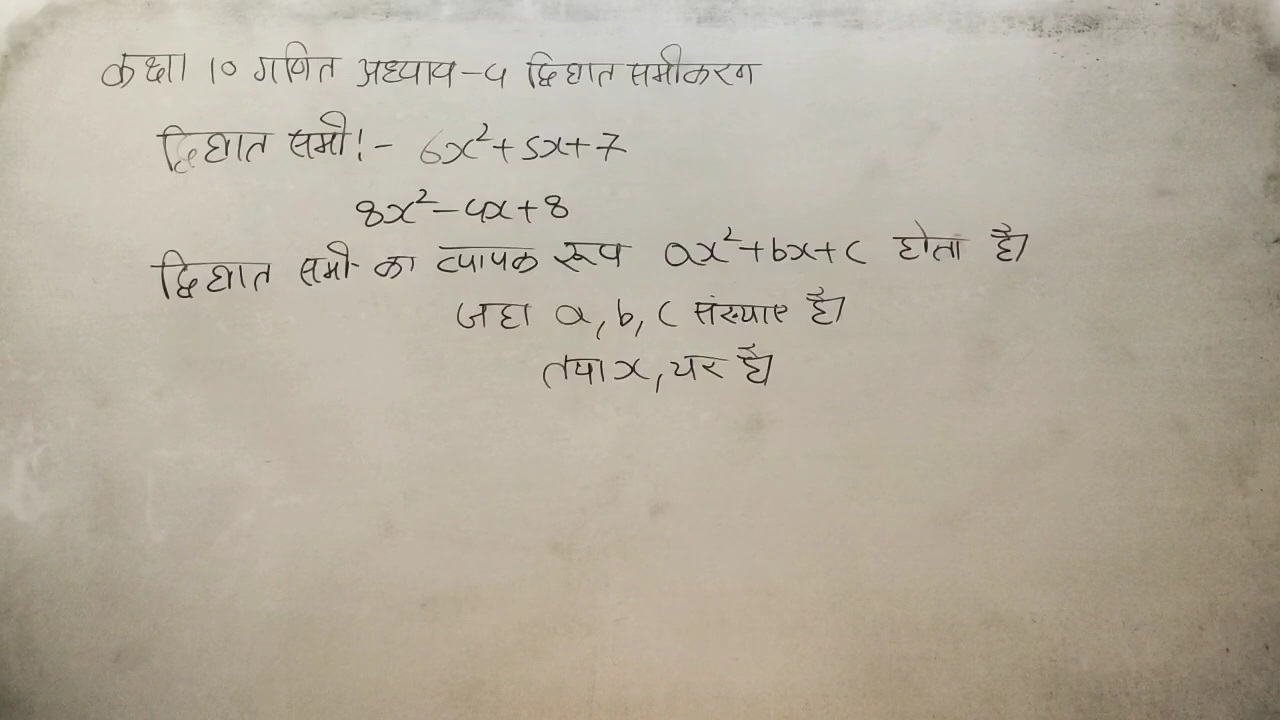 कक्षा 10 गणित अध्याय-4 द्विघात समीकरण
द्विघात समी!- 6x²+5x+7
8x²-4x+8
द्विघात समी. का व्यापक रूप ax²+bx+c होता है।
जहा a, b, c संख्याए है।
तथा x, चर है।